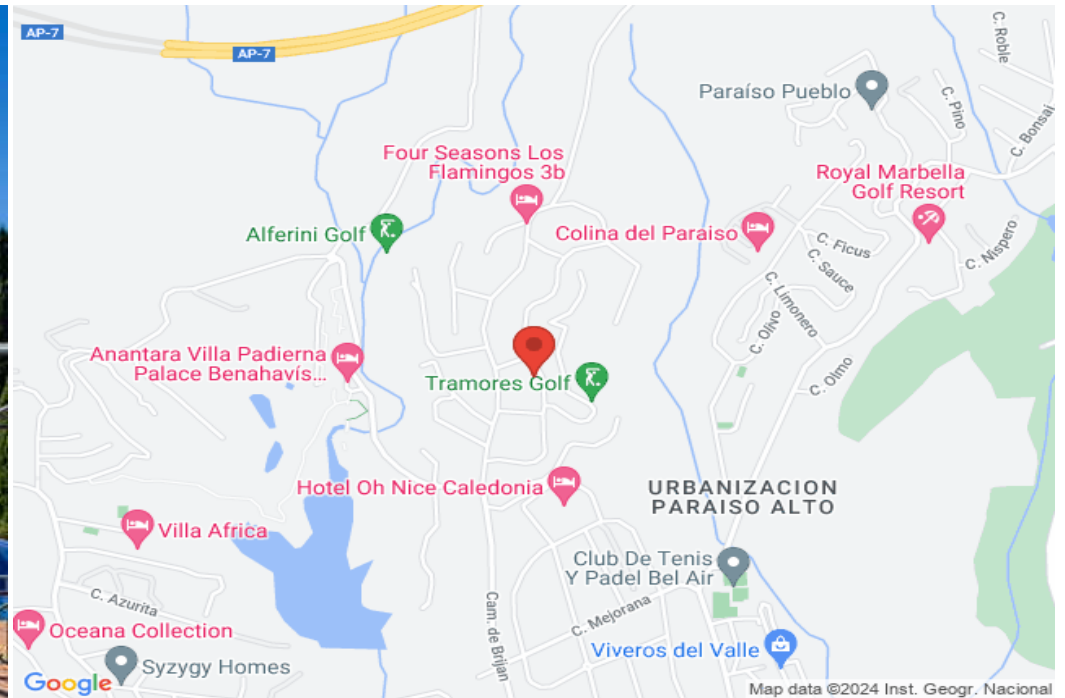 AP-7
AP-7
C. Roble
Paraíso Pueblo
C. Pino
C. Bonsai
Four Seasons Los
Flamingos 3b
Royal Marbella
Golf Resort
Alferini Golf
Colina del Paraiso
C. Ficus
C. Sauce
C. Nispero
C. Limonero
C. Olivo
Anantara Villa Padierna
Palace Benahavís...
Tramores Golf
C. Olmo
Hotel Oh Nice Caledonia
URBANIZACION
PARAISO ALTO
Villa Africa
Club De Tenis
Y Padel Bel Air
C. Azurita
Cam. de Brijan
C. Mejorana
Oceana Collection
Viveros del Valle
Syzygy Homes
Google
Map data ©2024 Inst. Geogr. Nacional